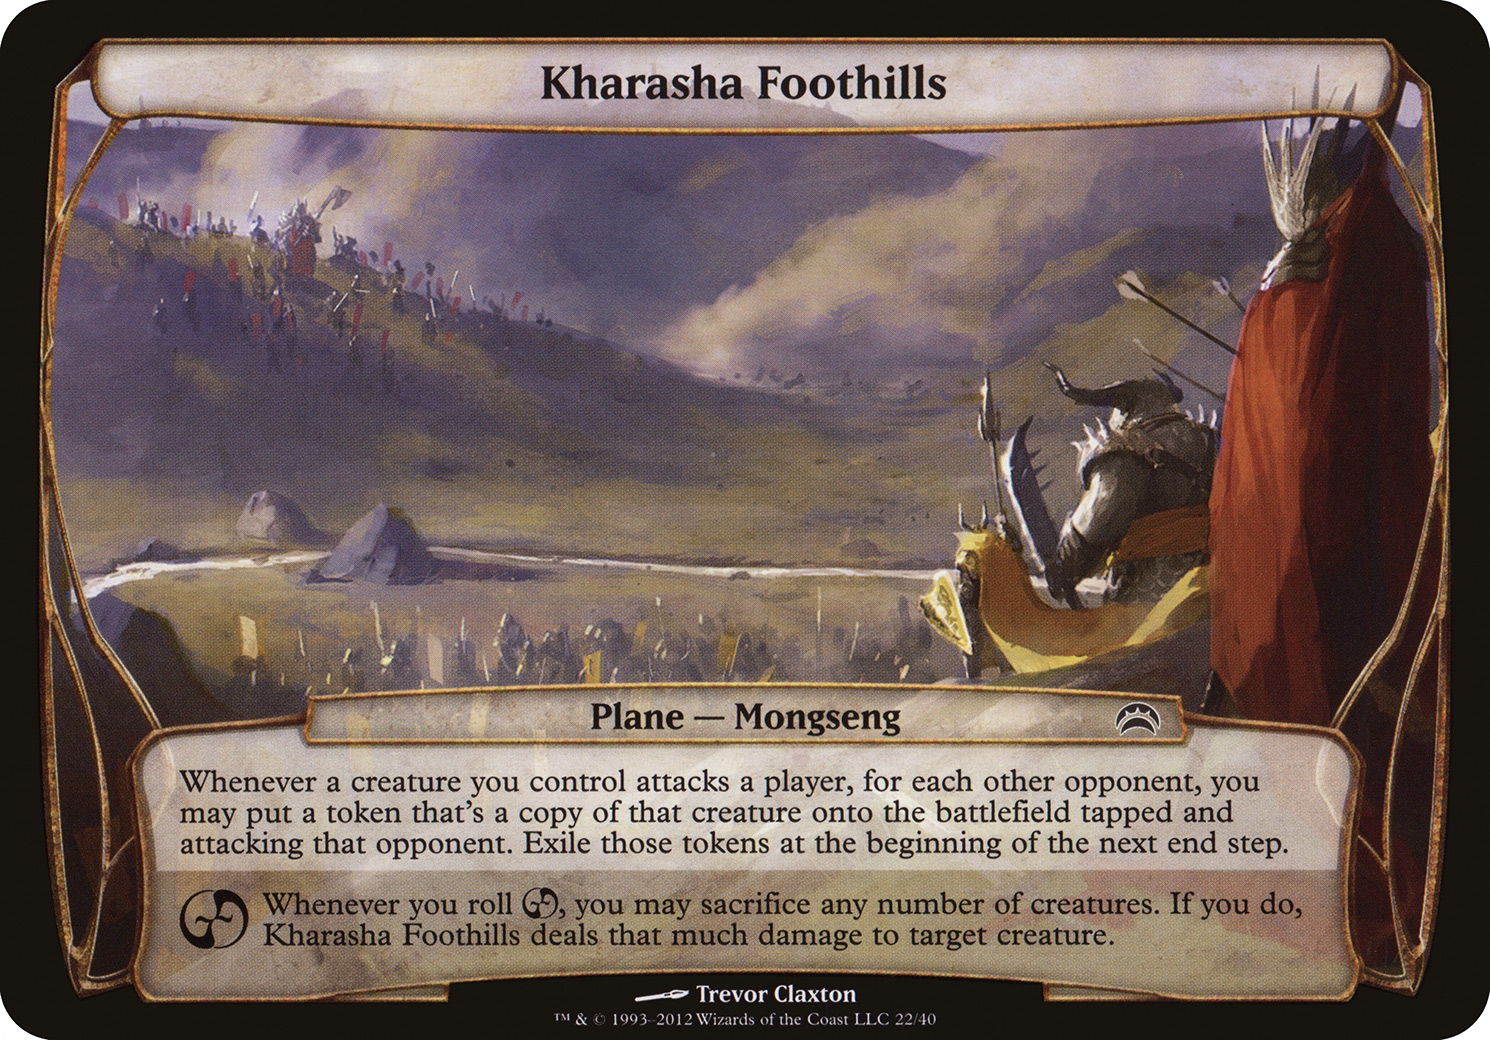 Kharasha Foothills
Plane — Mongseng
Whenever a creature you control attacks a player, for each other opponent, you
may put a token that's a copy of that creature onto the battlefield tapped and
attacking that opponent. Exile those tokens at the beginning of the next end step.
Whenever you roll , you may sacrifice any number of creatures. If you do,
Kharasha Foothills deals that much damage to target creature.
Trevor Claxton
™ & © 1993–2012 Wizards of the Coast LLC 22/40